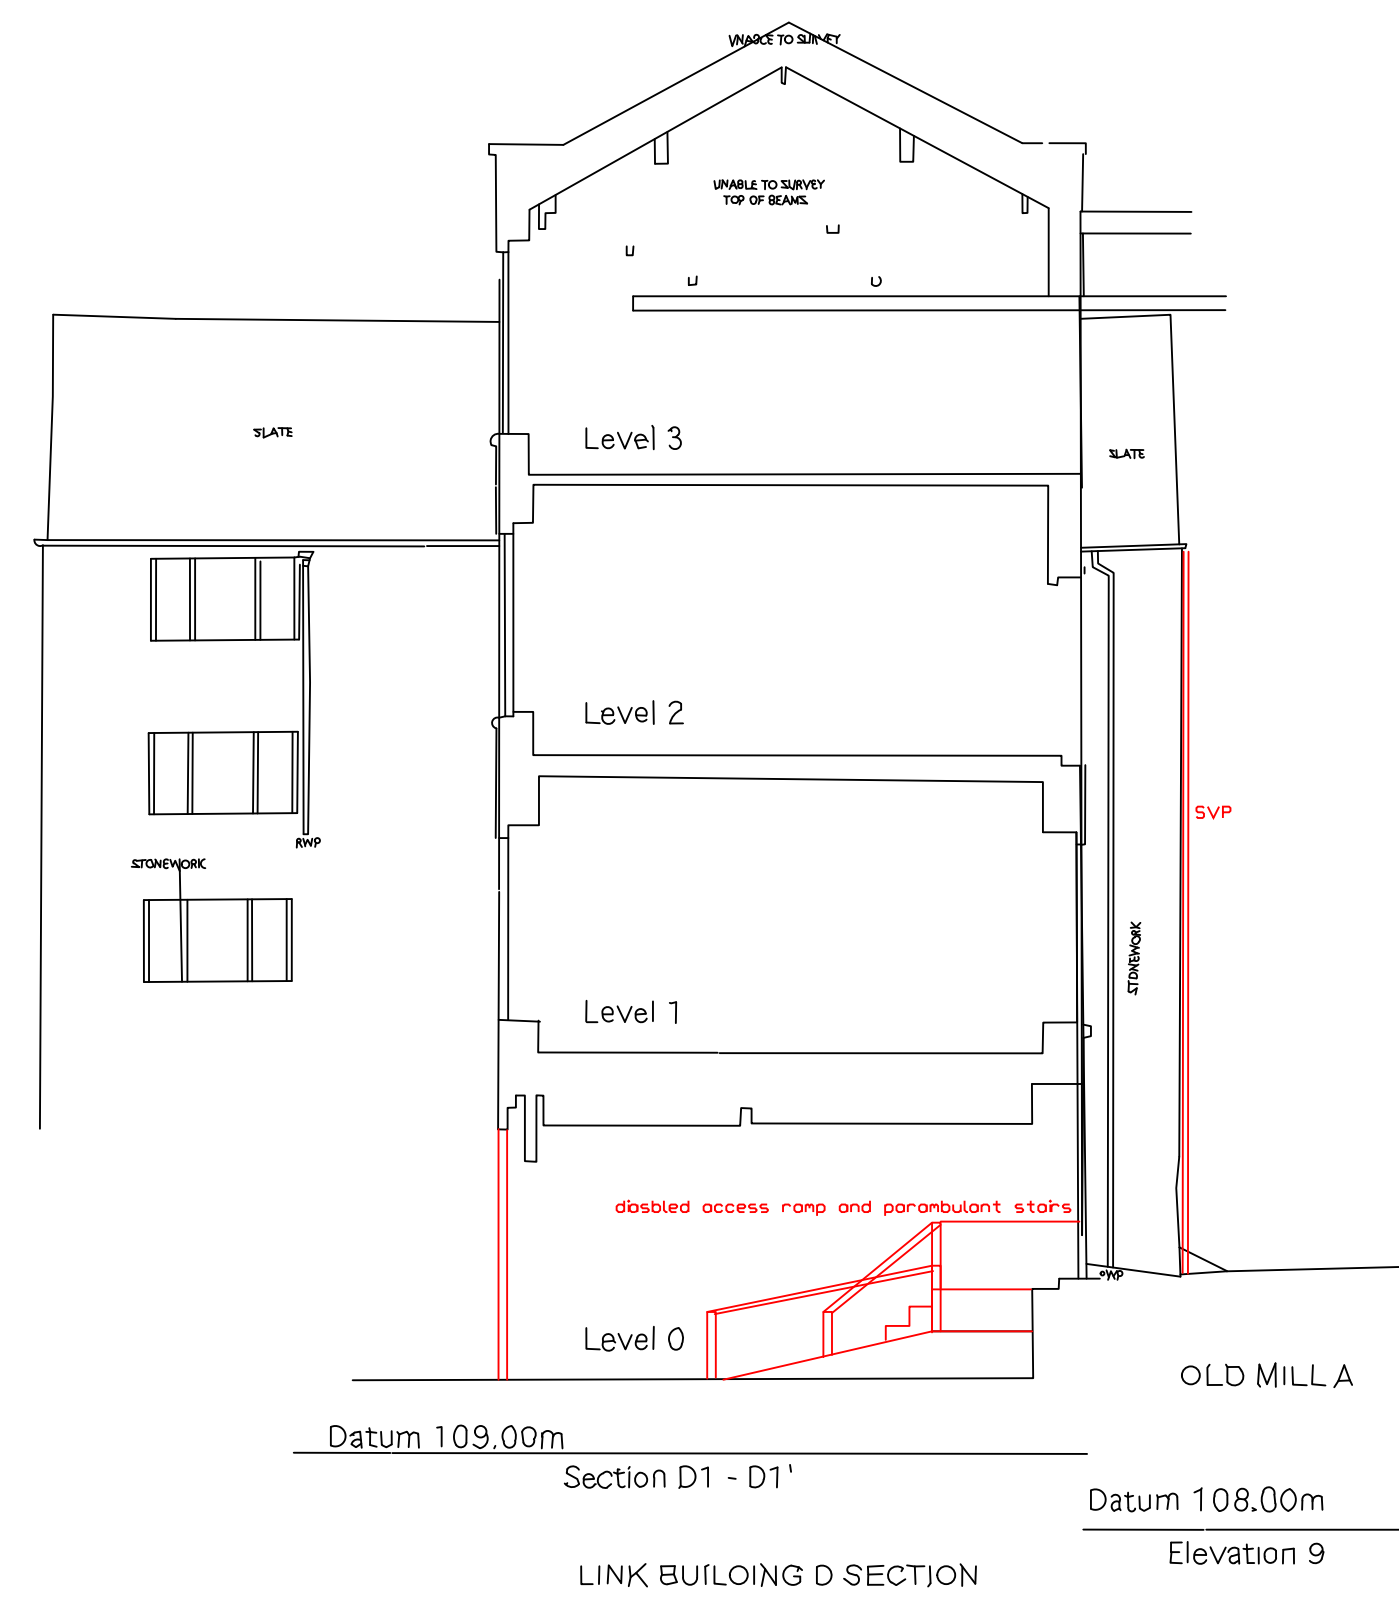 UNABLE TO SURVEY
UNABLE TO SURVEY
TOP OF BEAMS
SLATE
Level 3
SLATE
Level 2
SVP
RWP
STONEWORK
STONEWORK
Level 1
diasbled access ramp and parambulant stairs
Level 0
OLD MILL A
Datum 109.00m
Section D1 - D1'
Datum 108.00m
Elevation 9
LINK BUILDING D SECTION